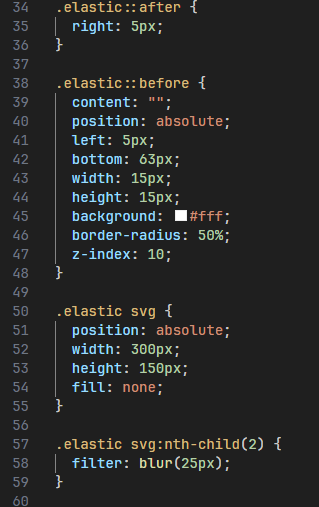 34 .elastic::after {
35   right: 5px;
36 }
37
38 .elastic::before {
39   content: "";
40   position: absolute;
41   left: 5px;
42   bottom: 63px;
43   width: 15px;
44   height: 15px;
45   background: #fff;
46   border-radius: 50%;
47   z-index: 10;
48 }
49
50 .elastic svg {
51   position: absolute;
52   width: 300px;
53   height: 150px;
54   fill: none;
55 }
56
57 .elastic svg:nth-child(2) {
58   filter: blur(25px);
59 }
60